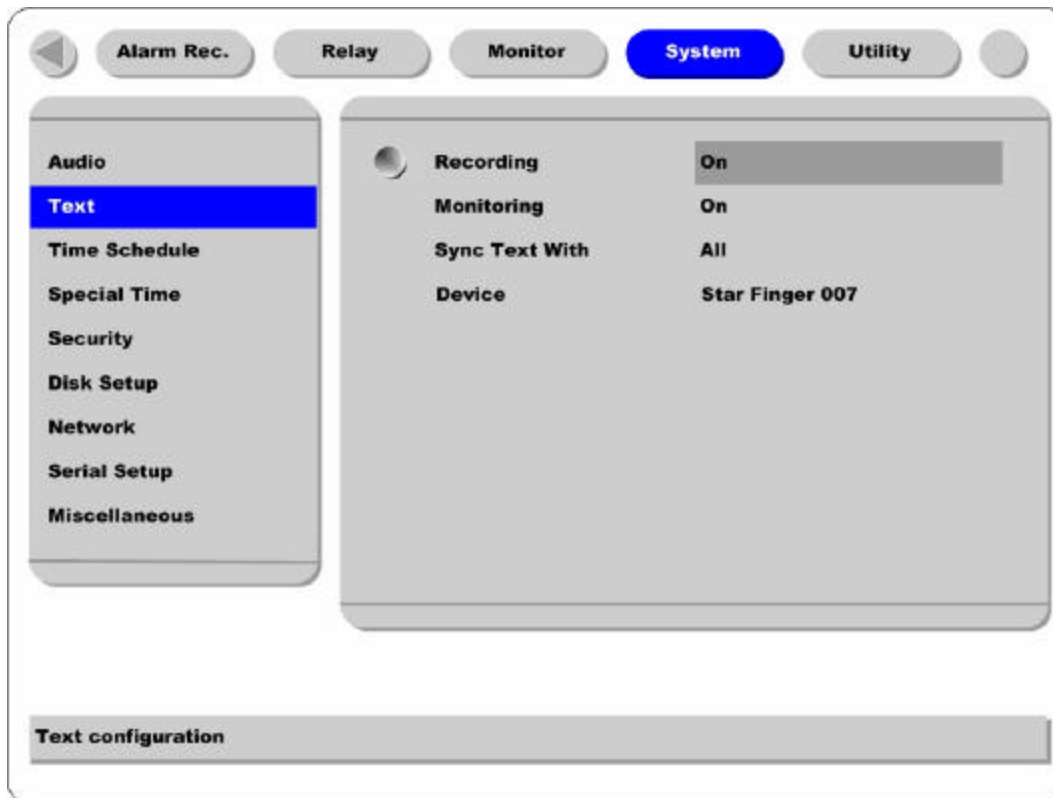 Alarm Rec. Relay Monitor System Utility
Audio
Text
Time Schedule
Special Time
Security
Disk Setup
Network
Serial Setup
Miscellaneous
Recording On
Monitoring On
Sync Text With All
Device Star Finger 007
Text configuration